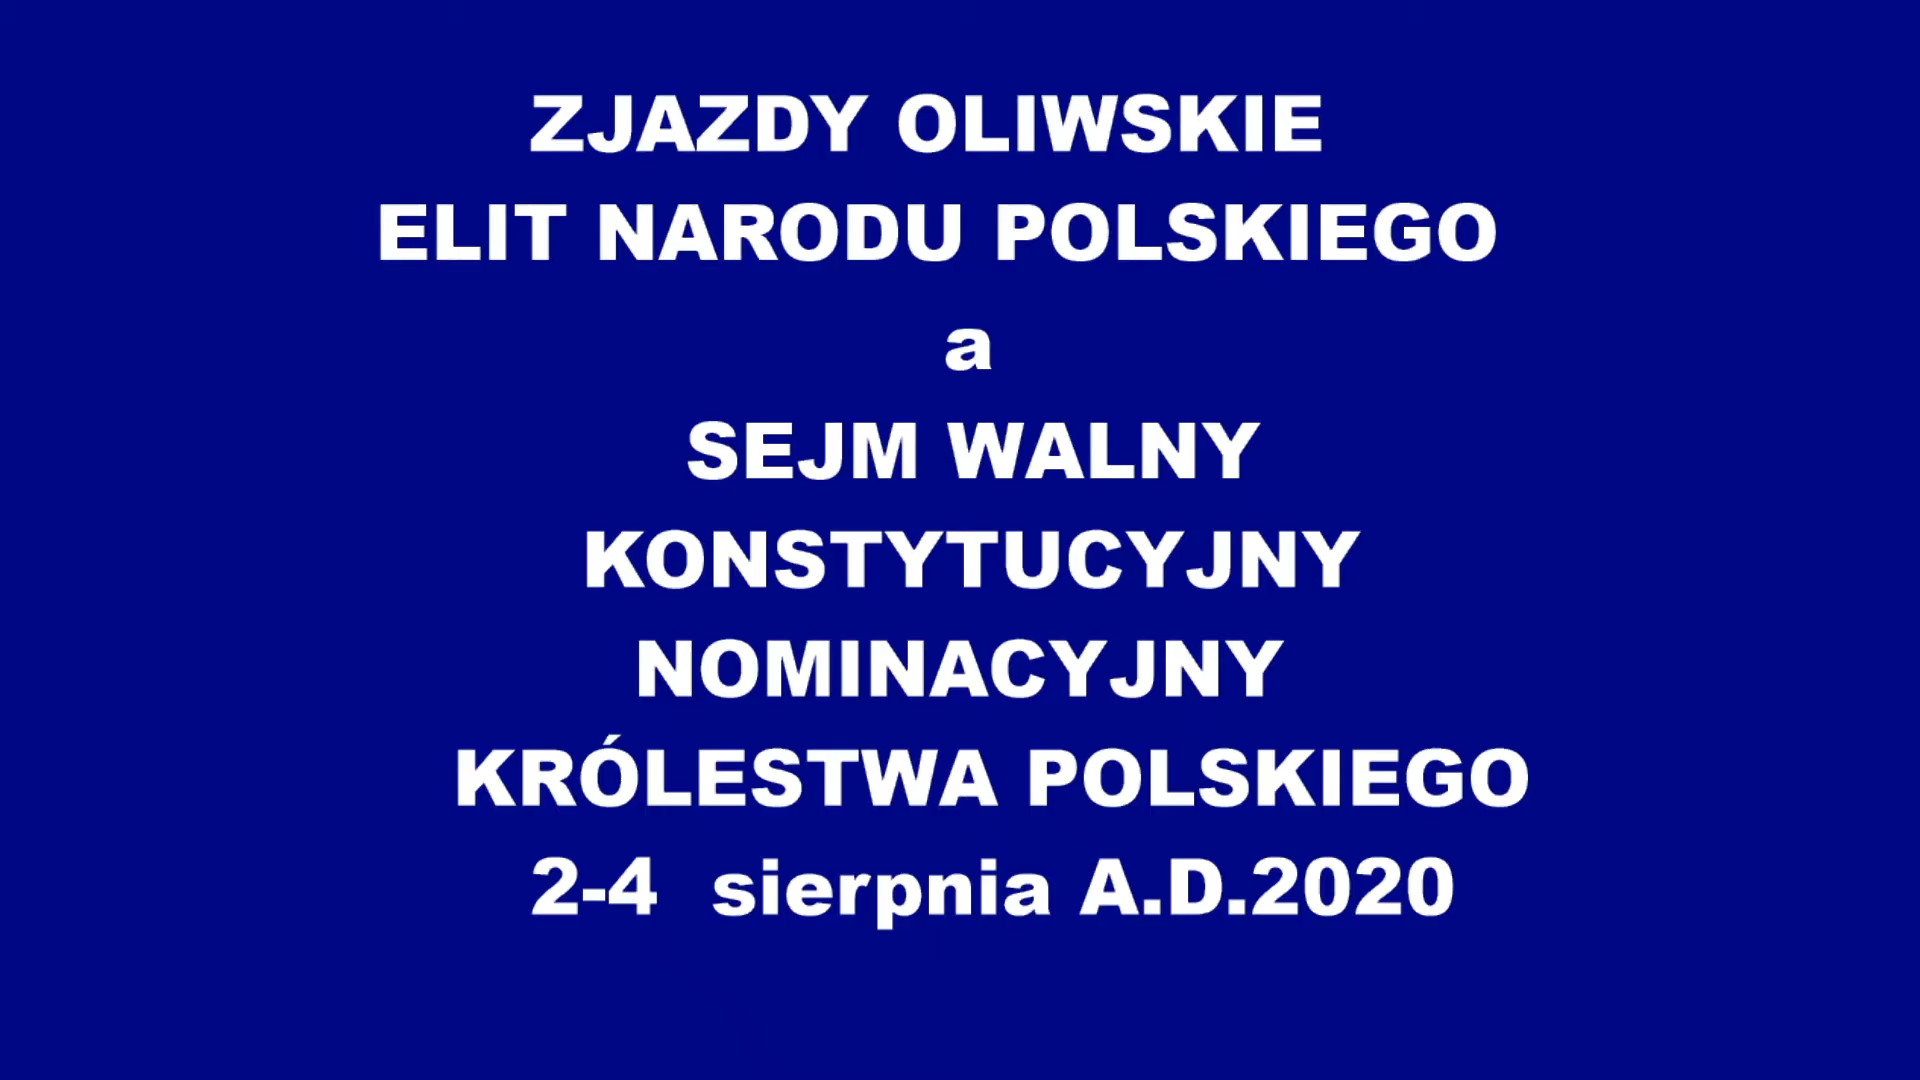 ZJAZDY OLIWSKIE
ELIT NARODU POLSKIEGO
a
SEJM WALNY
KONSTYTUCYJNY
NOMINACYJNY
KRÓLESTWA POLSKIEGO
2-4 sierpnia A.D.2020